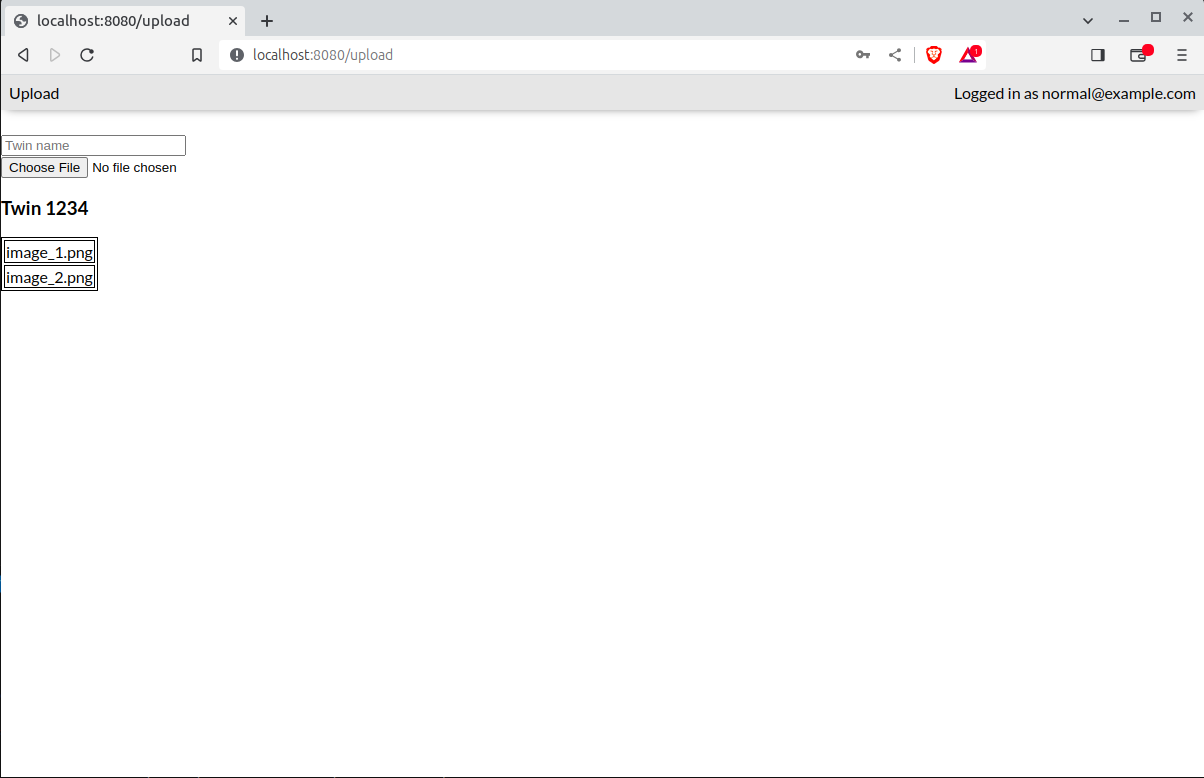 localhost:8080/upload
localhost:8080/upload
1
Upload
Logged in as normal@example.com
Twin name
Choose File No file chosen
Twin 1234
image_1.png
image_2.png